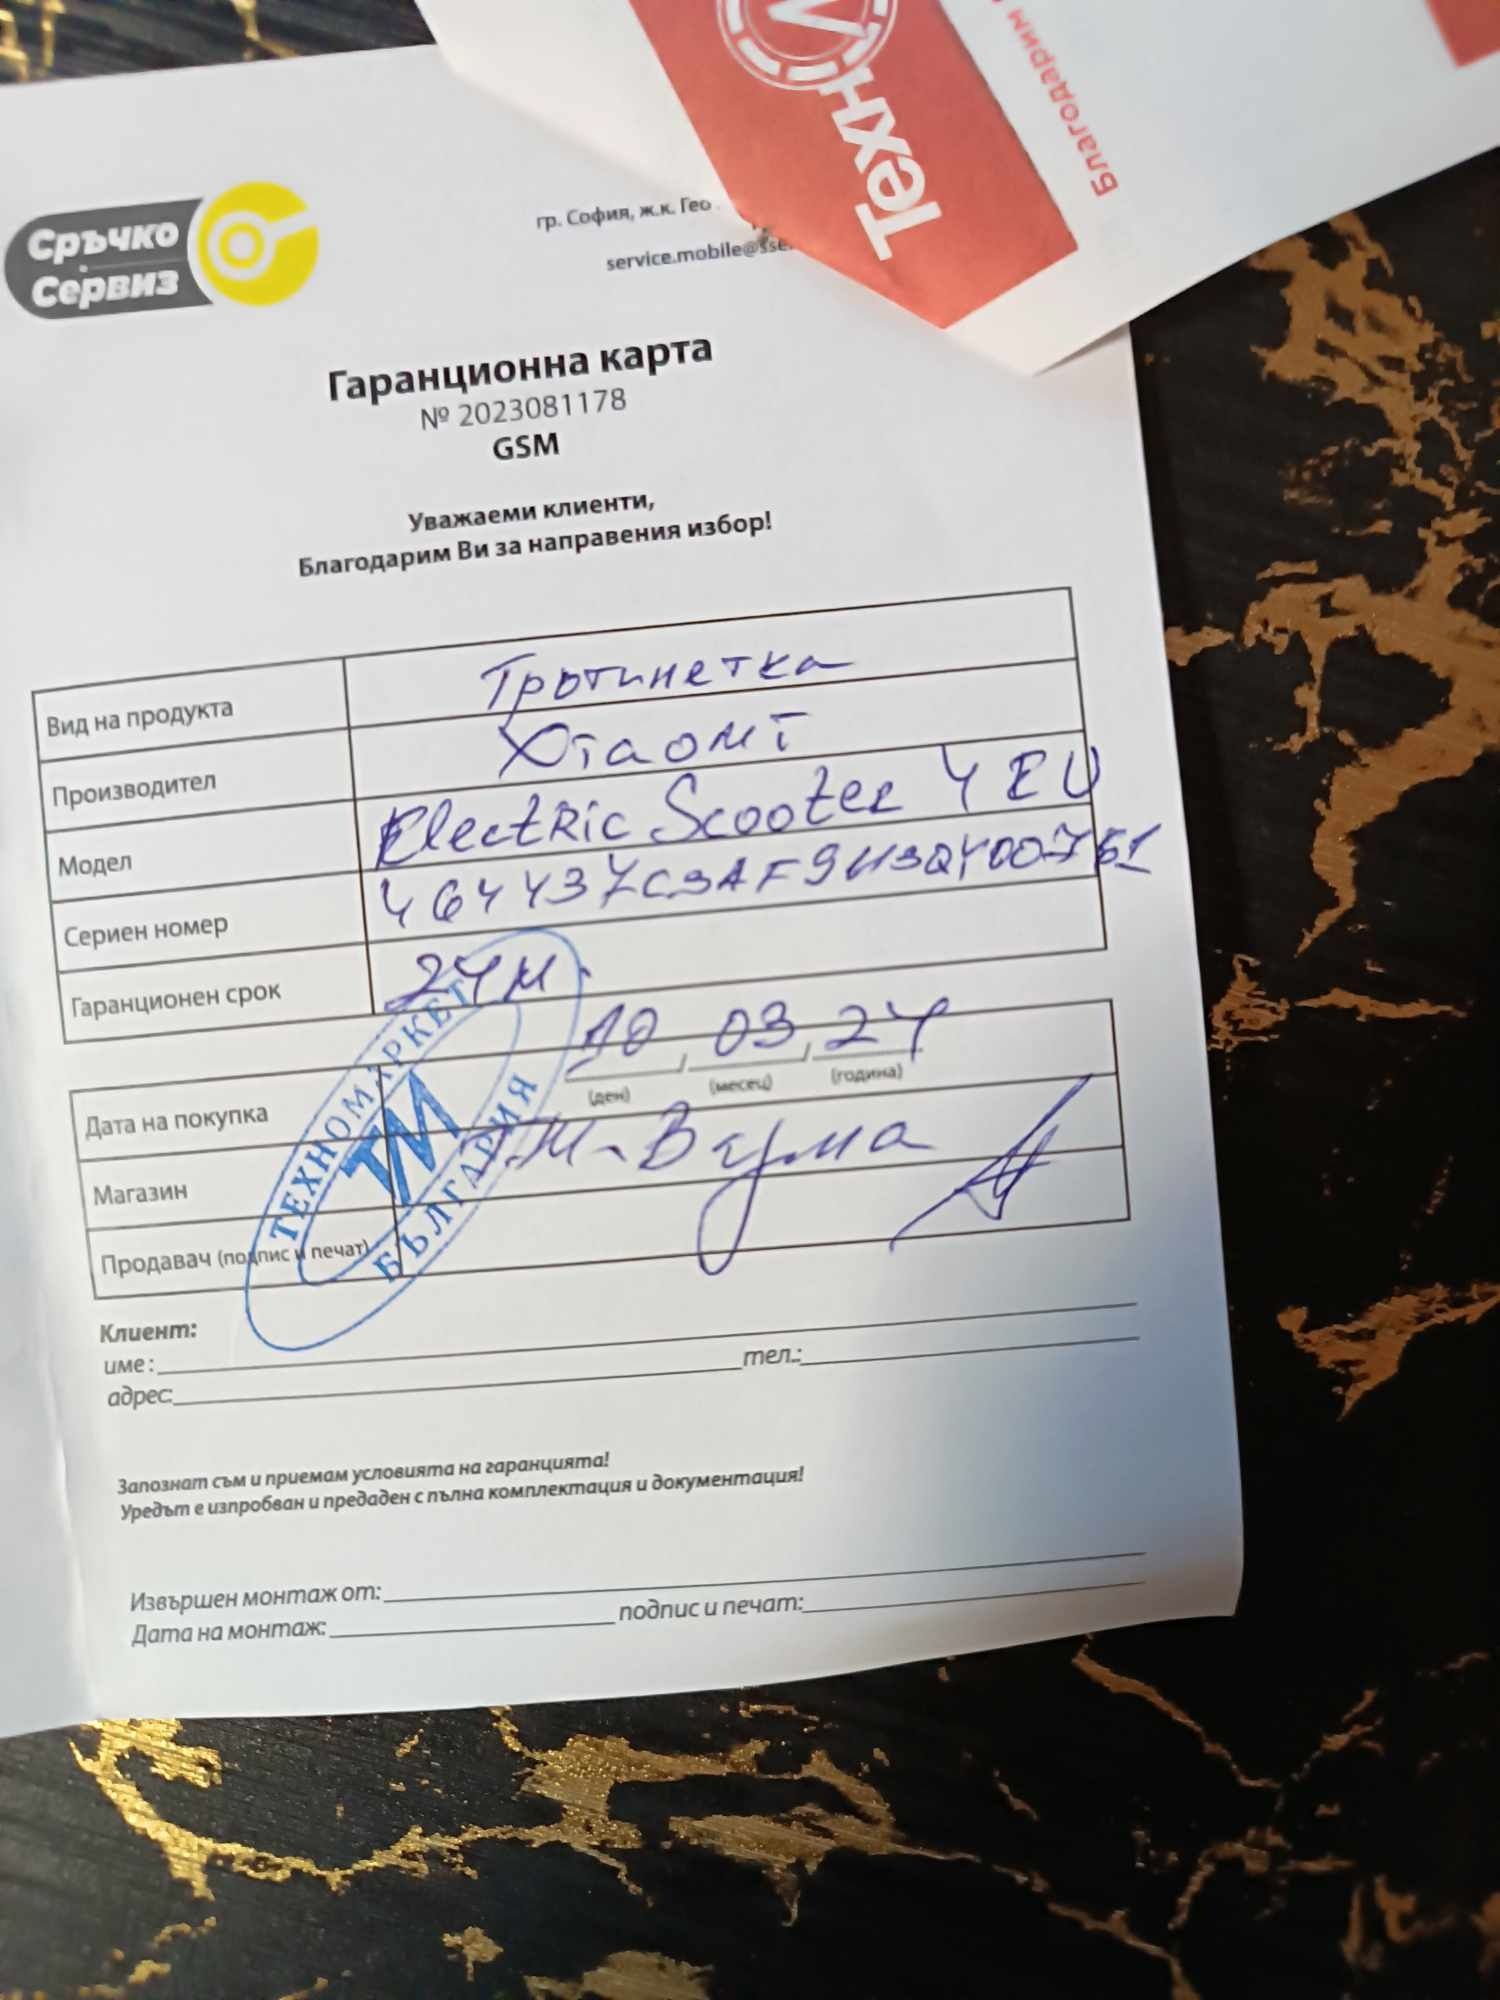 Сръчко
Сервиз
гр. София, ж.к. Гео
service.mobile@sse
Техн
Благодарим
Гаранционна карта
№ 2023081178
GSM
Уважаеми клиенти,
Благодарим Ви за направения избор!
Вид на продукта Тротинетка
Производител Xiaomi
Модел Electric Scooter 4 EU
Сериен номер
Гаранционен срок 24 м.
Дата на покупка 10 / 03 / 24
(ден) (месец) (година)
Магазин
Продавач (подпис и печат)
ТЕХНОМАРКЕТ
ТМ
БЪЛГАРИЯ
Клиент:
име:
адрес: тел.:
Запознат съм и приемам условията на гаранцията!
Уредът е изпробван и предаден с пълна комплектация и документация!
Извършен монтаж от:
Дата на монтаж: подпис и печат: